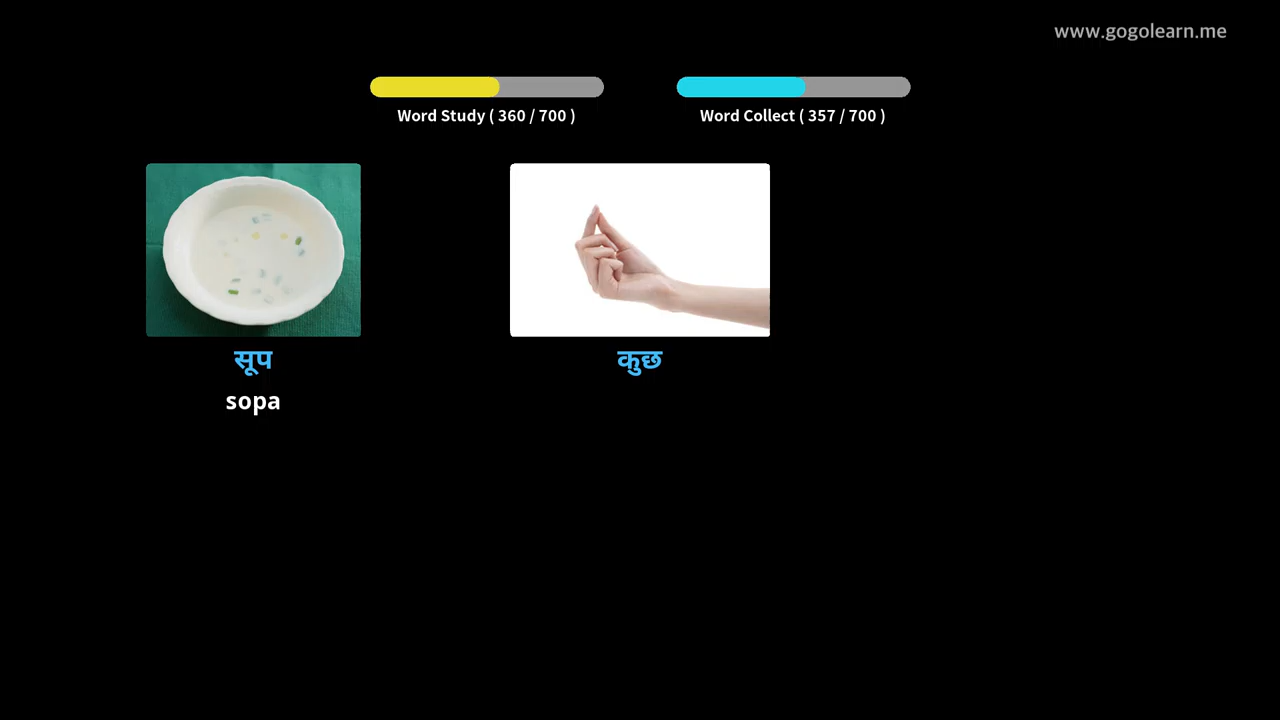 www.gogolearn.me
Word Study ( 360 / 700 )
Word Collect ( 357 / 700 )
सूप
कुछ
sopa